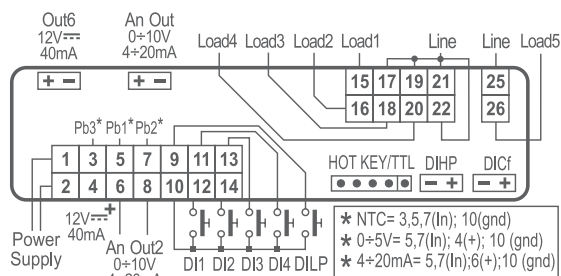 Out6
12V⎓
40mA
An Out
0÷10V
4÷20mA
Load4 Load3 Load2 Load1 Line Line Load5
15 17 19 21 25
16 18 20 22 26
Pb3* Pb1* Pb2*
1 3 5 7 9 11 13
2 4 6 8 10 12 14
HOT KEY/TTL DIHP DICf
12V⎓ +
40mA
Power
Supply
An Out2
0÷10V
4÷20mA
DI1 DI2 DI3 DI4 DILP
* NTC= 3,5,7(In); 10(gnd)
* 0÷5V= 5,7(In); 4(+); 10 (gnd)
* 4÷20mA= 5,7(In);6(+);10 (gnd)